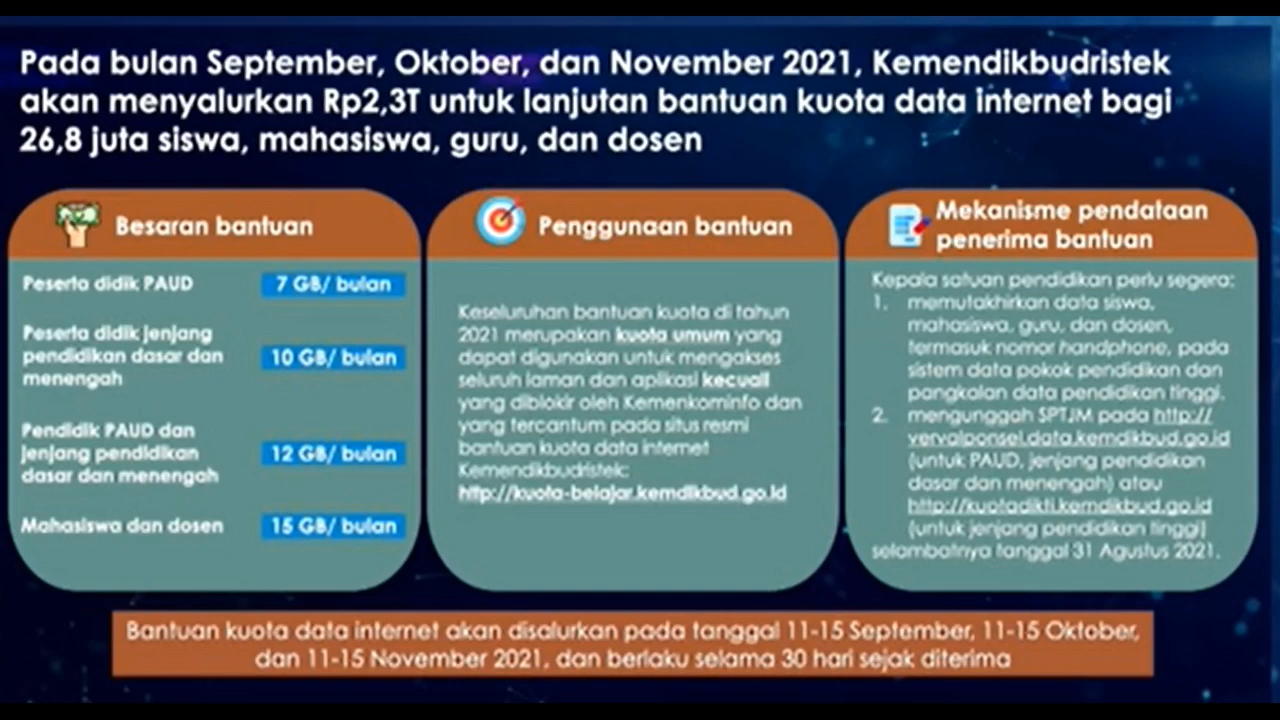 Pada bulan September, Oktober, dan November 2021, Kemendikbudristek
akan menyalurkan Rp2,3T untuk lanjutan bantuan kuota data internet bagi
26,8 juta siswa, mahasiswa, guru, dan dosen
Besaran bantuan
Peserta didik PAUD
7 GB/ bulan
Peserta didik jenjang
pendidikan dasar dan
menengah
10 GB/ bulan
Pendidik PAUD dan
jenjang pendidikan
dasar dan menengah
12 GB/ bulan
Mahasiswa dan dosen
15 GB/ bulan
Penggunaan bantuan
Keseluruhan bantuan kuota di tahun
2021 merupakan kuota umum yang
dapat digunakan untuk mengakses
seluruh laman dan aplikasi kecuali
yang diblokir oleh Kemenkominfo dan
yang tercantum pada situs resmi
bantuan kuota data internet
Kemendikbudristek:
http://kuota-belajar.kemdikbud.go.id
Mekanisme pendataan
penerima bantuan
Kepala satuan pendidikan perlu segera:
1. memutakhirkan data siswa,
mahasiswa, guru, dan dosen,
termasuk nomor handphone, pada
sistem data pokok pendidikan dan
pangkalan data pendidikan tinggi.
2. mengunggah SPTJM pada http://
vervalponsel.data.kemdikbud.go.id
(untuk PAUD, jenjang pendidikan
dasar dan menengah) atau
http://kuotadikti.kemdikbud.go.id
(untuk jenjang pendidikan tinggi)
selambatnya tanggal 31 Agustus 2021.
Bantuan kuota data internet akan disalurkan pada tanggal 11-15 September, 11-15 Oktober,
dan 11-15 November 2021, dan berlaku selama 30 hari sejak diterima